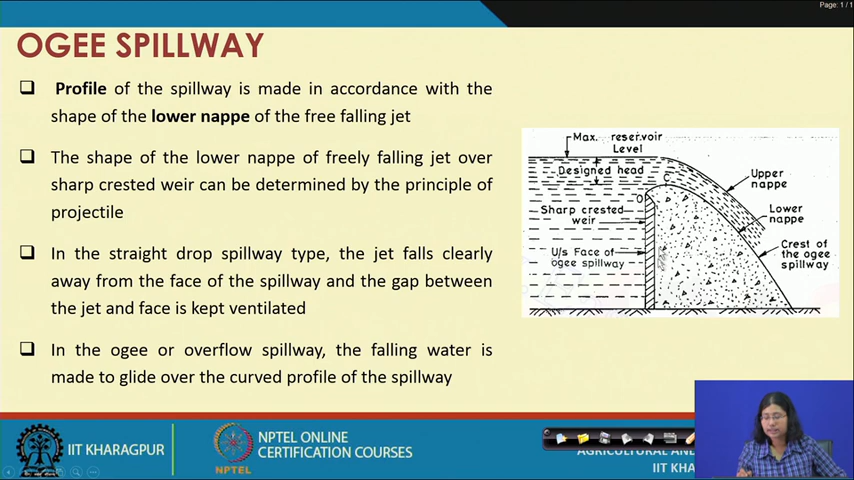 Page: 1 / 1
OGEE SPILLWAY
❑ Profile of the spillway is made in accordance with the
shape of the lower nappe of the free falling jet
❑ The shape of the lower nappe of freely falling jet over
sharp crested weir can be determined by the principle of
projectile
❑ In the straight drop spillway type, the jet falls clearly
away from the face of the spillway and the gap between
the jet and face is kept ventilated
❑ In the ogee or overflow spillway, the falling water is
made to glide over the curved profile of the spillway
Max. reservoir
Level
Designed head
C
O
Upper
nappe
Sharp crested
weir
Lower
nappe
U/s Face of
ogee spillway
Crest of
the ogee
spillway
IIT KHARAGPUR
NPTEL
NPTEL ONLINE
CERTIFICATION COURSES
AGRICULTURAL AND
IIT KHA